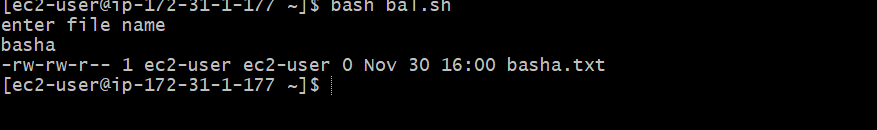 [ec2-user@ip-172-31-1-177 ~]$ bash bal.sh
enter file name
basha
-rw-rw-r-- 1 ec2-user ec2-user 0 Nov 30 16:00 basha.txt
[ec2-user@ip-172-31-1-177 ~]$